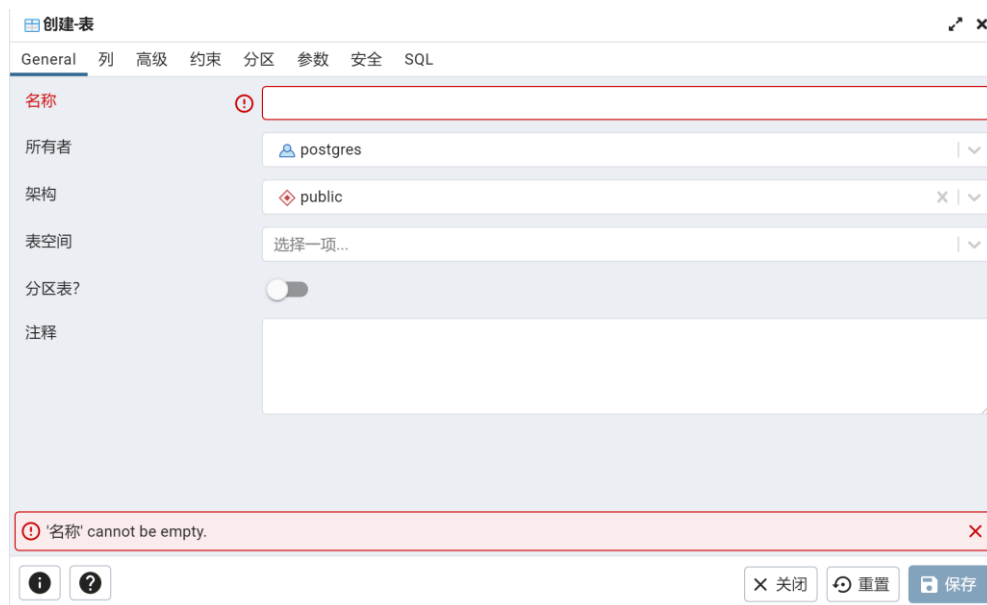 创建-表
General 列 高级 约束 分区 参数 安全 SQL
名称
所有者 postgres
架构 public
表空间 选择一项...
分区表?
注释
'名称' cannot be empty.
关闭 重置 保存